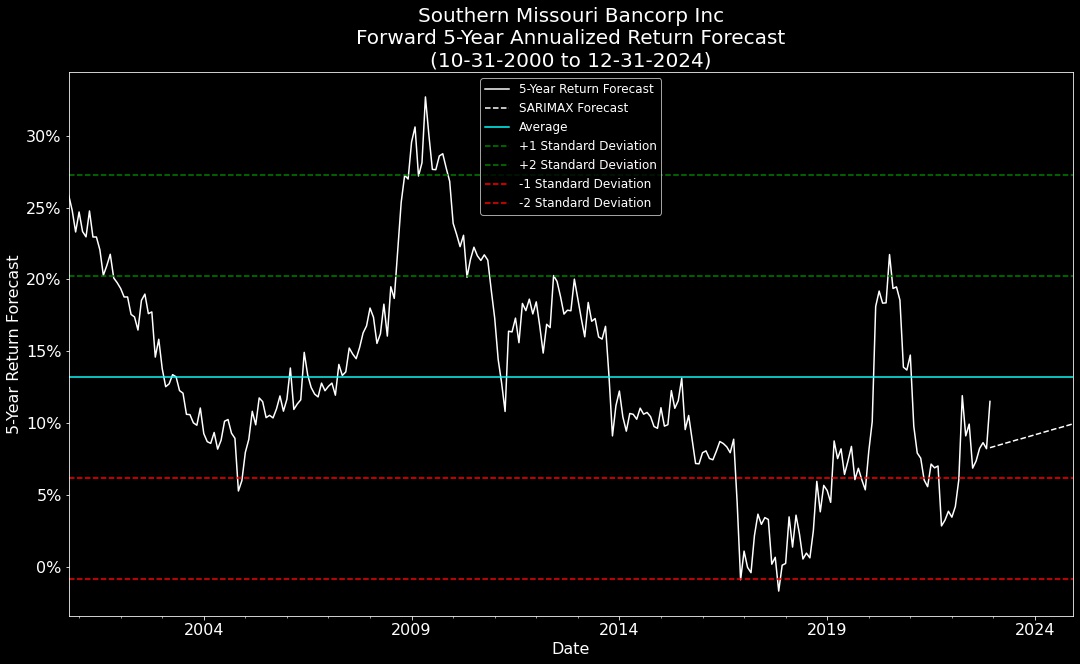 Southern Missouri Bancorp Inc
Forward 5-Year Annualized Return Forecast
(10-31-2000 to 12-31-2024)
5-Year Return Forecast
SARIMAX Forecast
Average
+1 Standard Deviation
+2 Standard Deviation
-1 Standard Deviation
-2 Standard Deviation
30%
25%
20%
15%
10%
5%
0%
5-Year Return Forecast
2004
2009
2014
2019
2024
Date